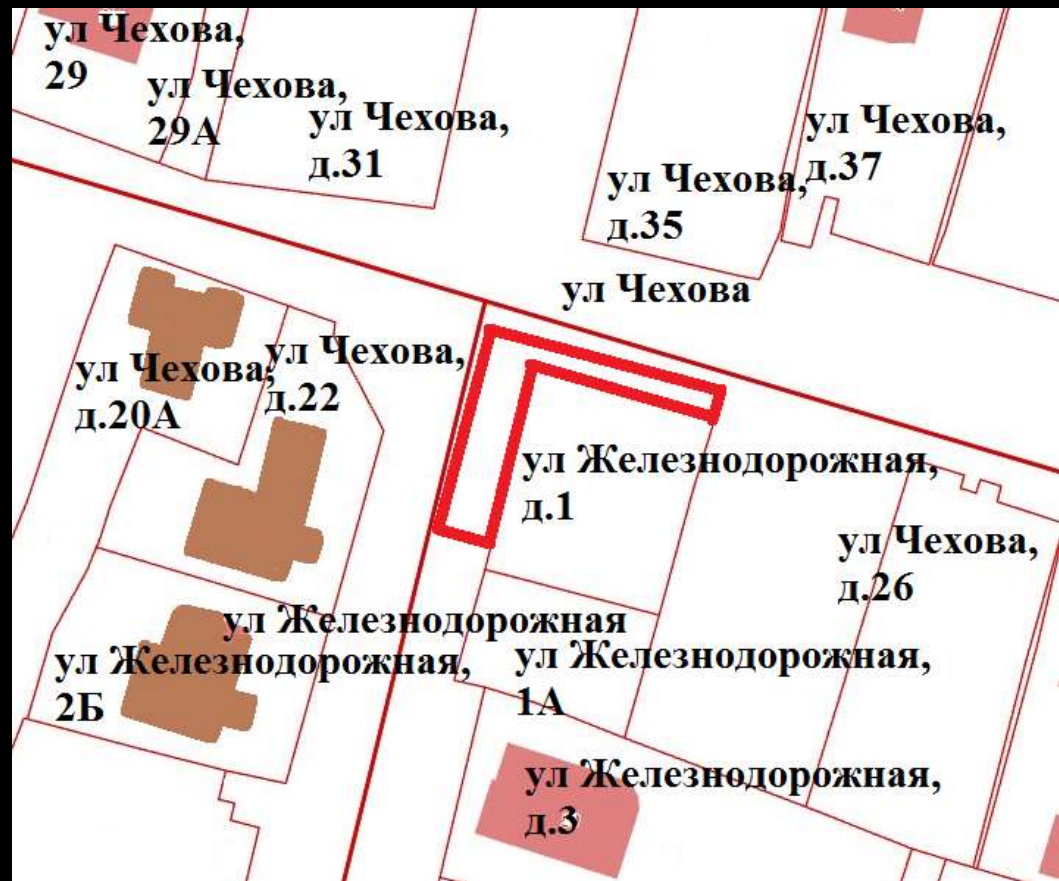 ул Чехова,
29
ул Чехова,
29А
ул Чехова,
д.31
ул Чехова,
д.35
ул Чехова,
д.37
ул Чехова
ул Чехова,
д.20А
ул Чехова,
д.22
ул Железнодорожная,
д.1
ул Чехова,
д.26
ул Железнодорожная
ул Железнодорожная,
2Б
ул Железнодорожная,
1А
ул Железнодорожная,
д.3